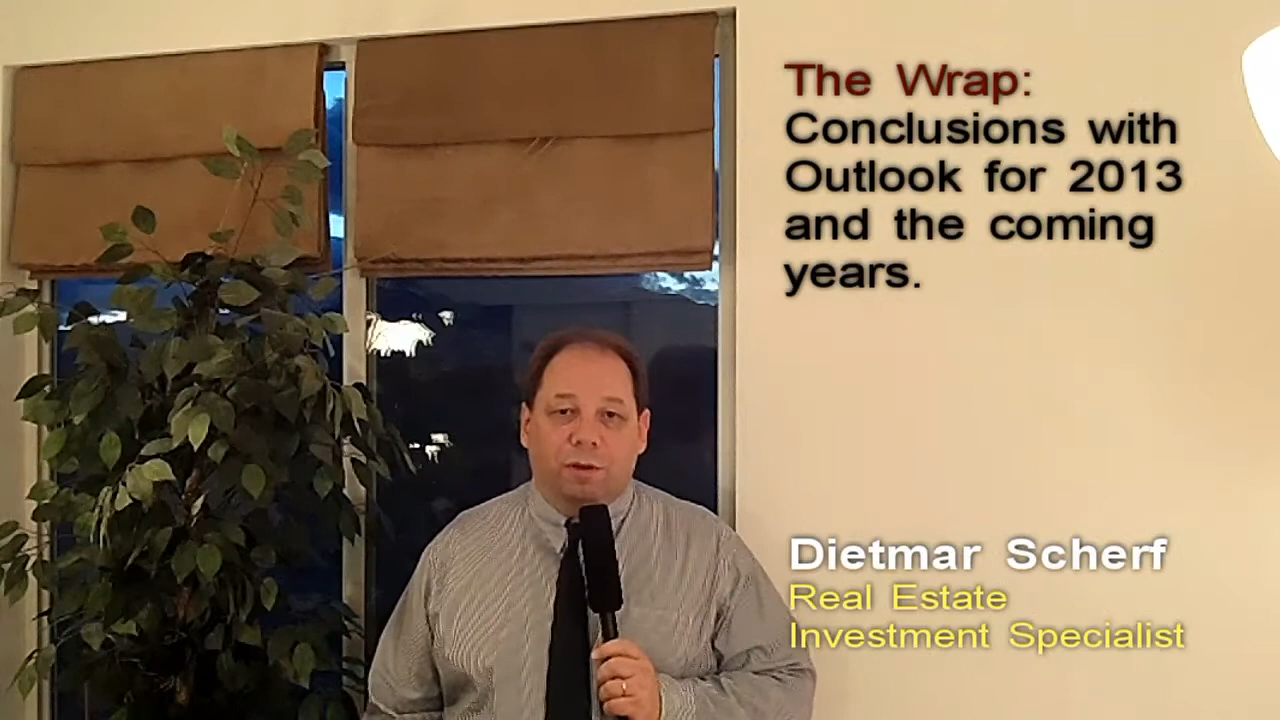 The Wrap:
Conclusions with
Outlook for 2013
and the coming
years.
Dietmar Scherf
Real Estate
Investment Specialist